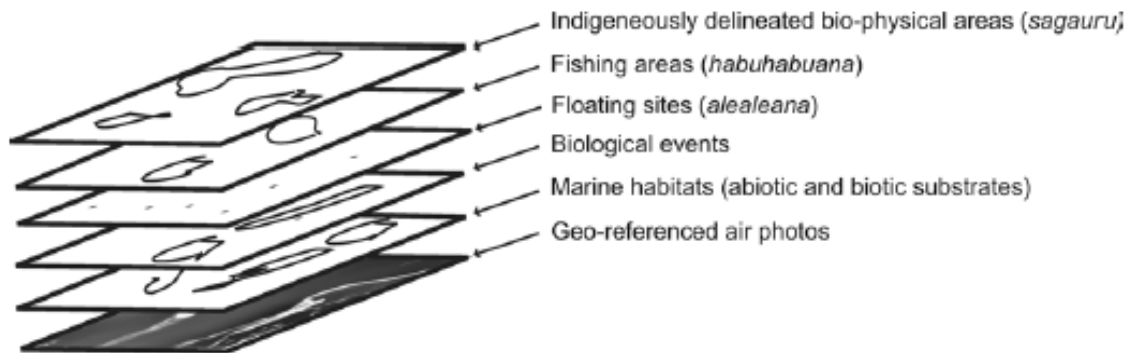 Indigeneously delineated bio-physical areas (sagauru)
Fishing areas (habuhabuana)
Floating sites (alealeana)
Biological events
Marine habitats (abiotic and biotic substrates)
Geo-referenced air photos